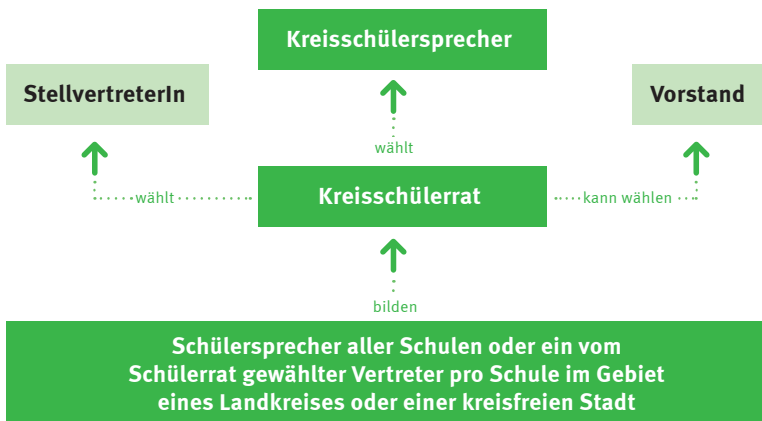 Kreisschülersprecher
StellvertreterIn
Vorstand
wählt
Kreisschülerrat
wählt
kann wählen
bilden
Schülersprecher aller Schulen oder ein vom
Schülerrat gewählter Vertreter pro Schule im Gebiet
eines Landkreises oder einer kreisfreien Stadt